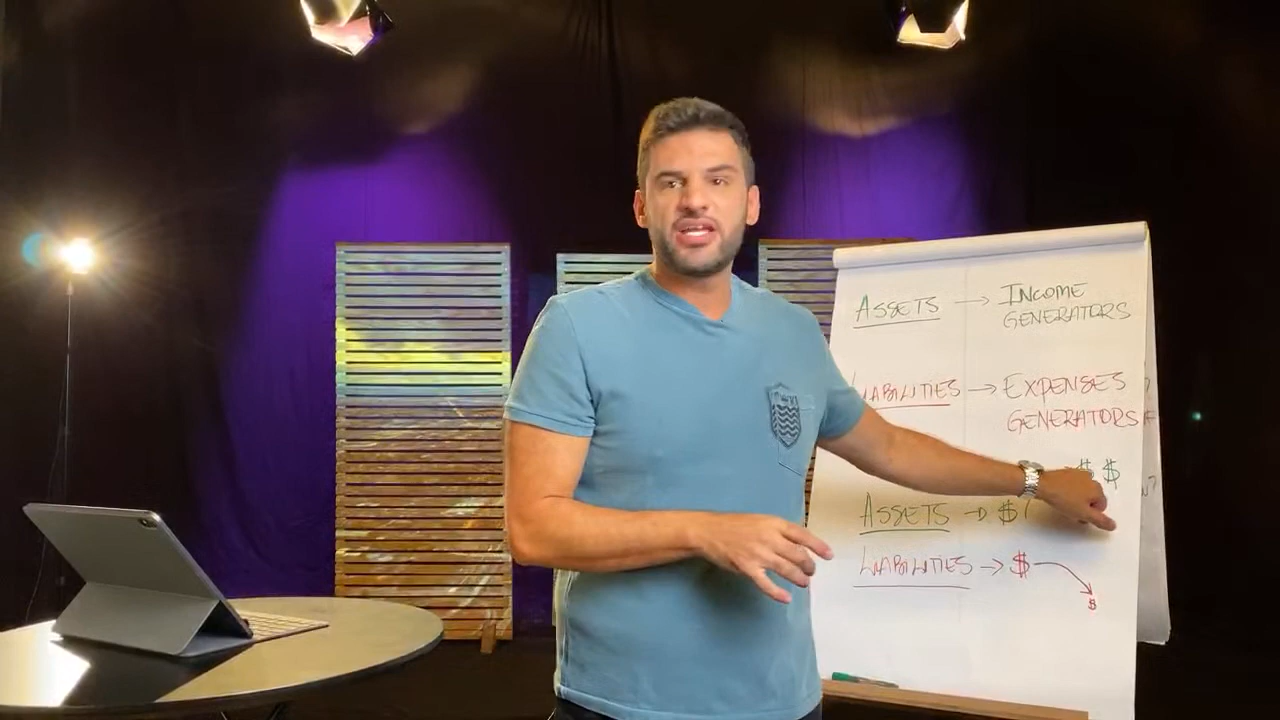 ASSETS → INCOME
GENERATORS
LIABILITIES → EXPENSES
GENERATORS
$ $
ASSETS → $
LIABILITIES → $
$